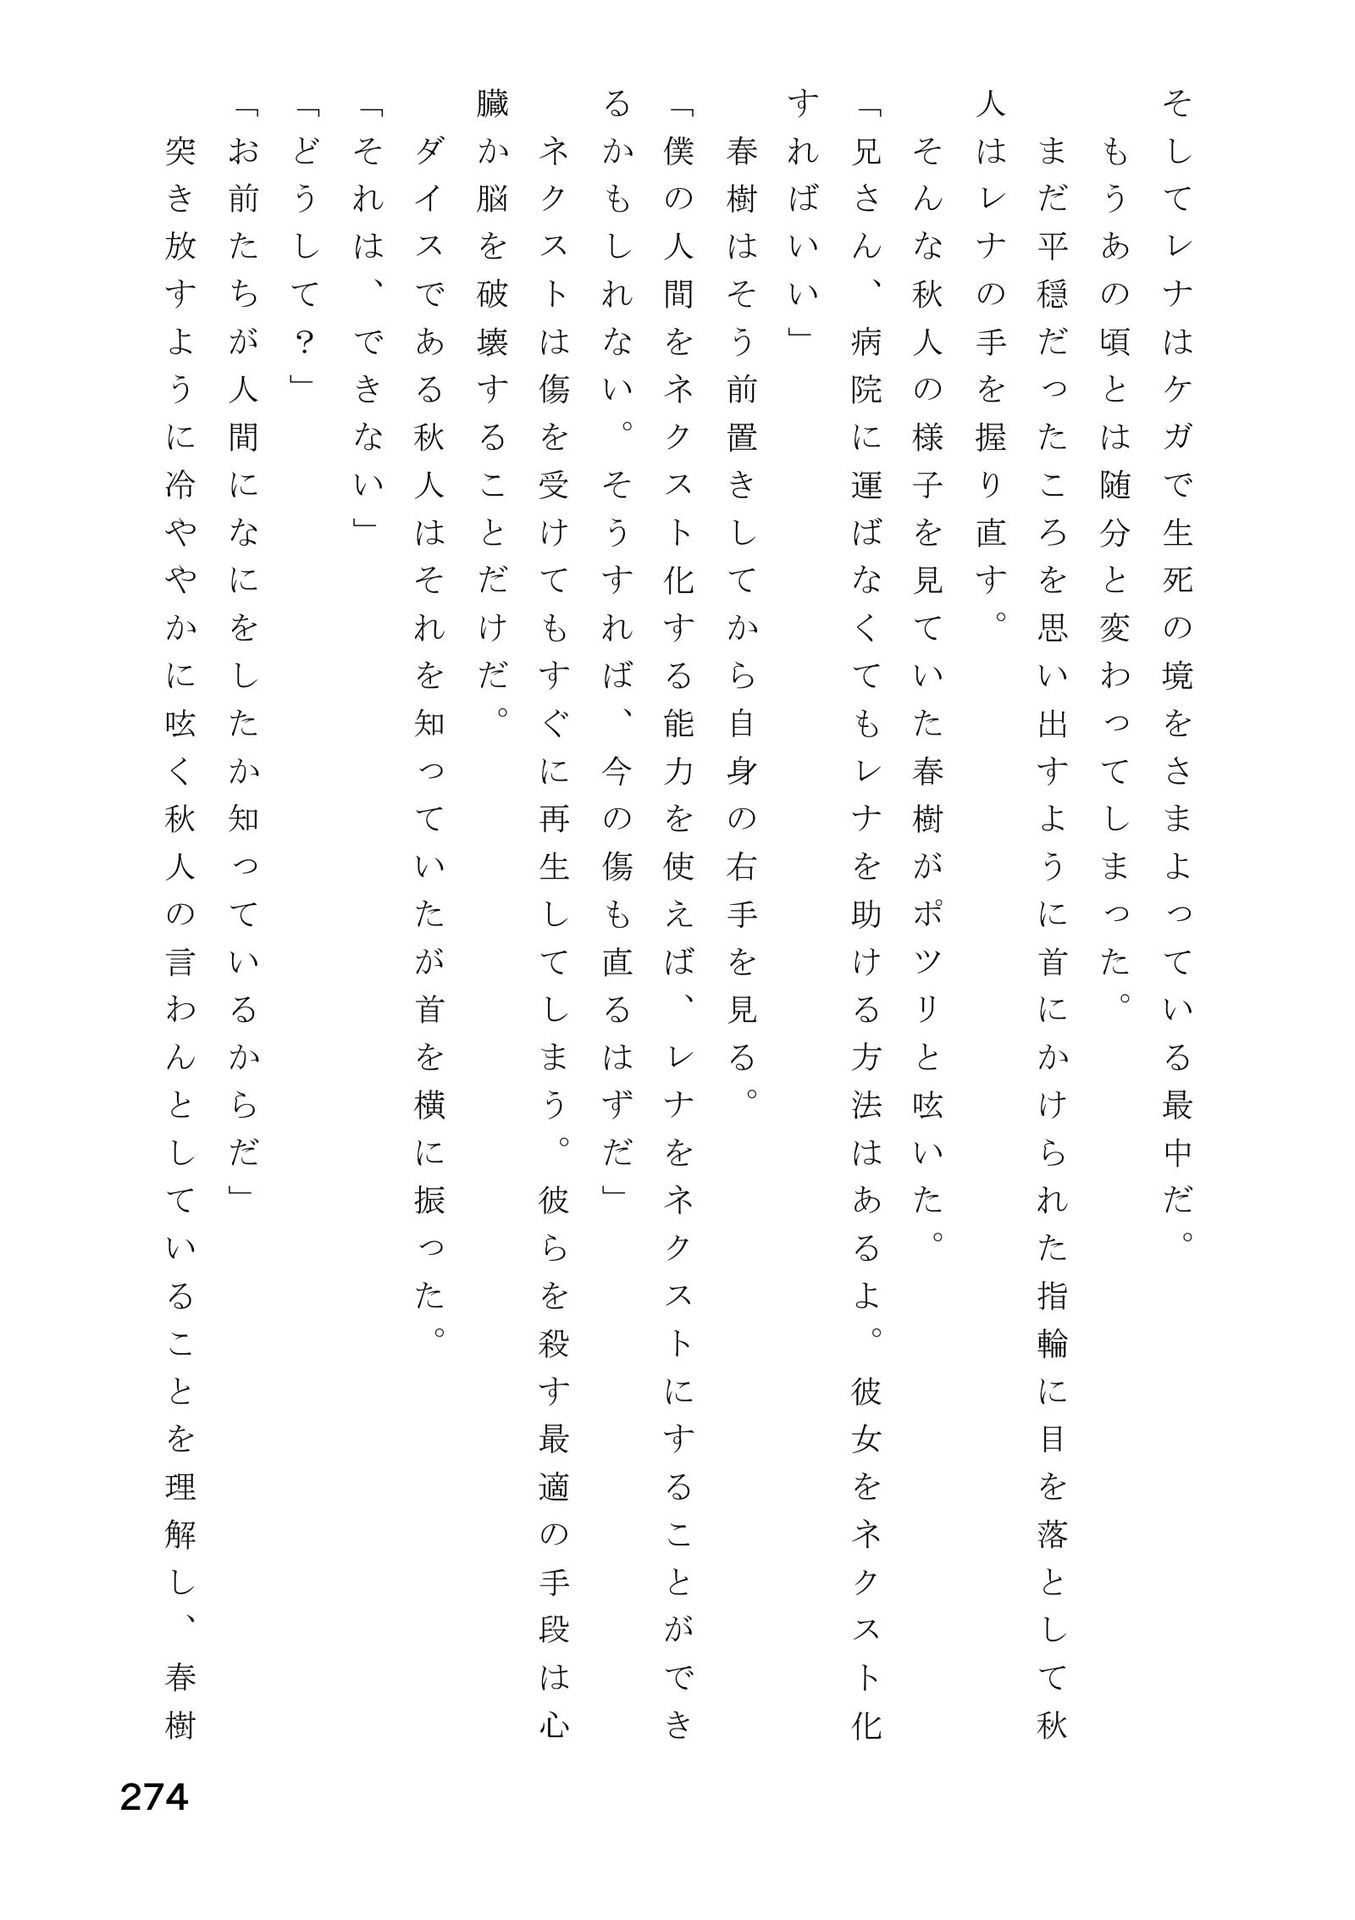 そしてレナはケガで生死の境をさまよっている最中だ。
　もうあの頃とは随分と変わってしまった。
　まだ平穏だったころを思い出すように首にかけられた指輪に目を落として秋
人はレナの手を握り直す。
　そんな秋人の様子を見ていた春樹がポツリと呟いた。
「兄さん、病院に運ばなくてもレナを助ける方法はあるよ。彼女をネクスト化
すればいい」
　春樹はそう前置きしてから自身の右手を見る。
「僕の人間をネクスト化する能力を使えば、レナをネクストにすることができ
るかもしれない。そうすれば、今の傷も直るはずだ」
　ネクストは傷を受けてもすぐに再生してしまう。彼らを殺す最適の手段は心
臓か脳を破壊することだけだ。
　ダイスである秋人はそれを知っていたが首を横に振った。
「それは、できない」
「どうして？」
「お前たちが人間になにをしたか知っているからだ」
　突き放すように冷ややかに呟く秋人の言わんとしていることを理解し、春樹
274